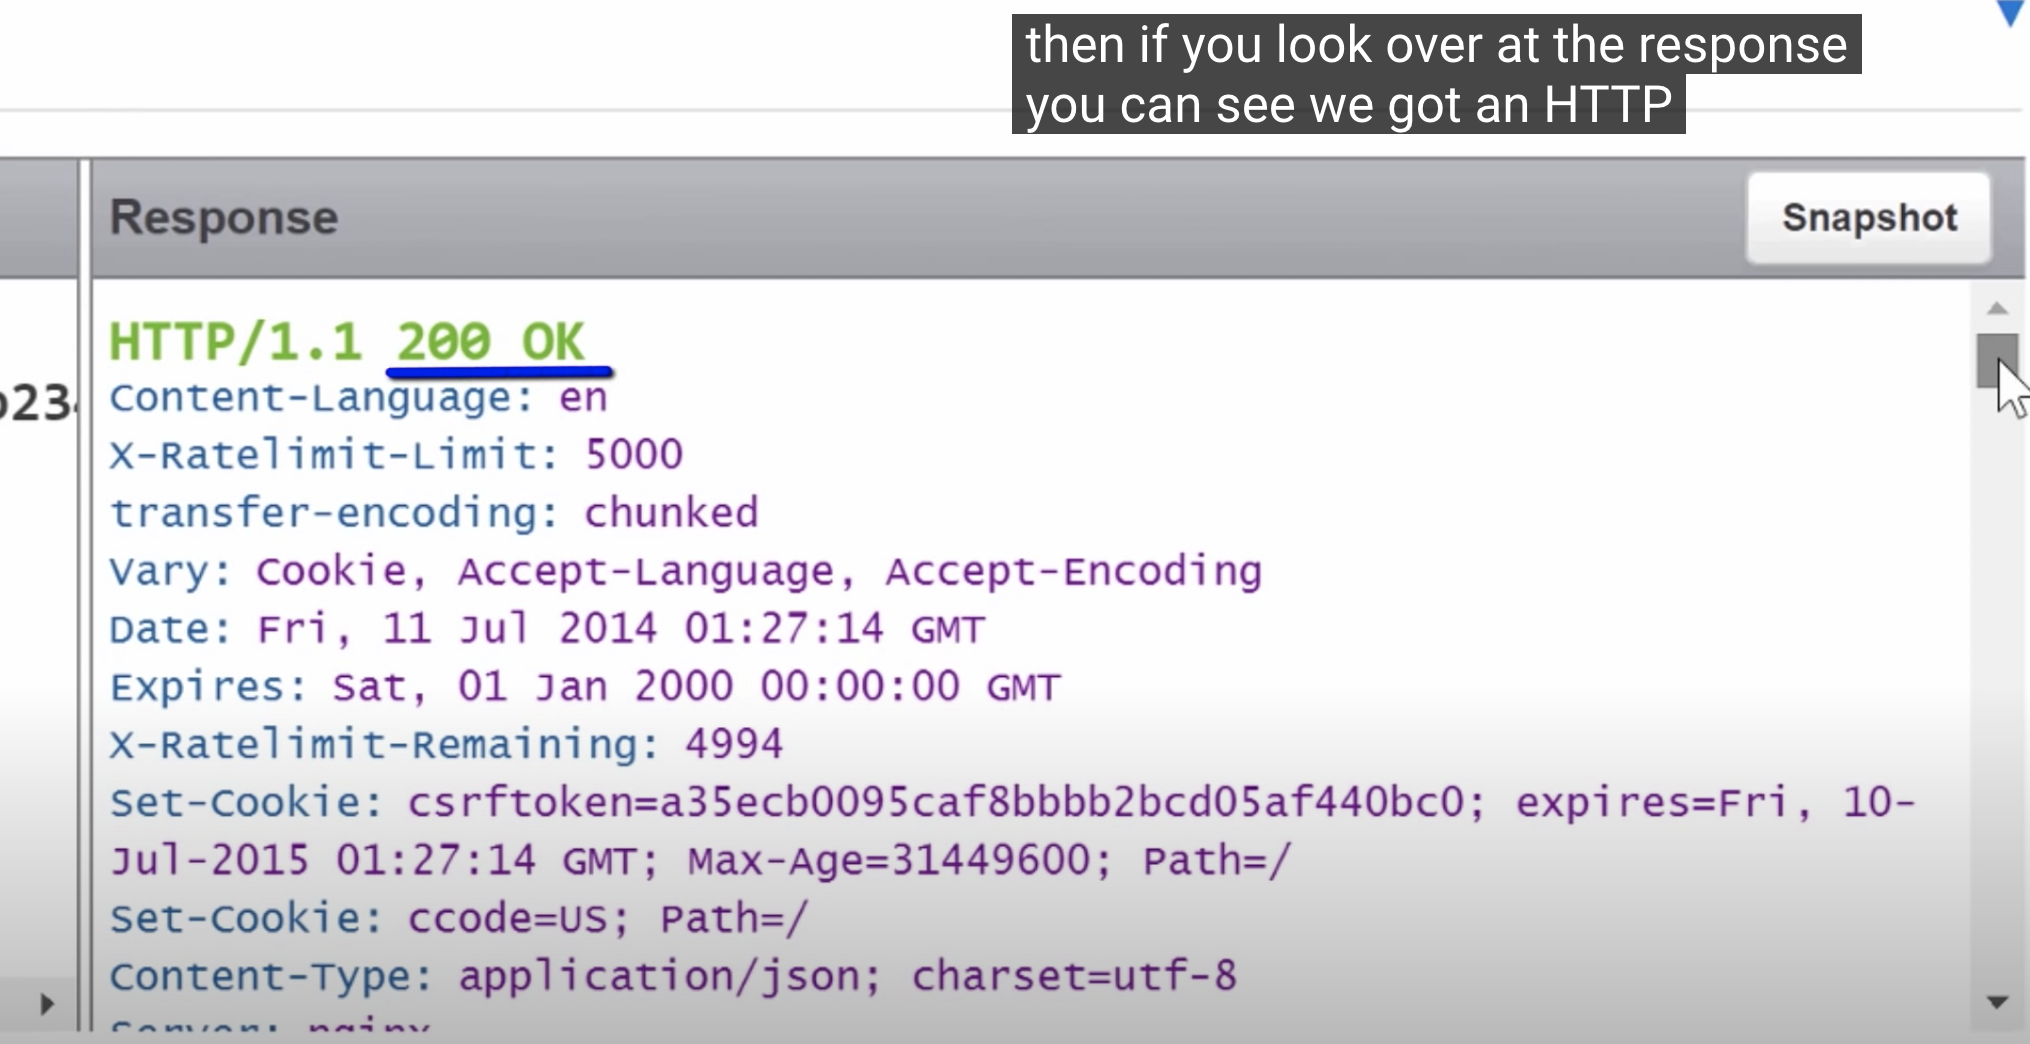 then if you look over at the response
you can see we got an HTTP
Response
Snapshot
HTTP/1.1 200 OK
Content-Language: en
X-Ratelimit-Limit: 5000
transfer-encoding: chunked
Vary: Cookie, Accept-Language, Accept-Encoding
Date: Fri, 11 Jul 2014 01:27:14 GMT
Expires: Sat, 01 Jan 2000 00:00:00 GMT
X-Ratelimit-Remaining: 4994
Set-Cookie: csrftoken=a35ecb0095caf8bbbb2bcd05af440bc0; expires=Fri, 10-
Jul-2015 01:27:14 GMT; Max-Age=31449600; Path=/
Set-Cookie: ccode=US; Path=/
Content-Type: application/json; charset=utf-8
Server: nginx